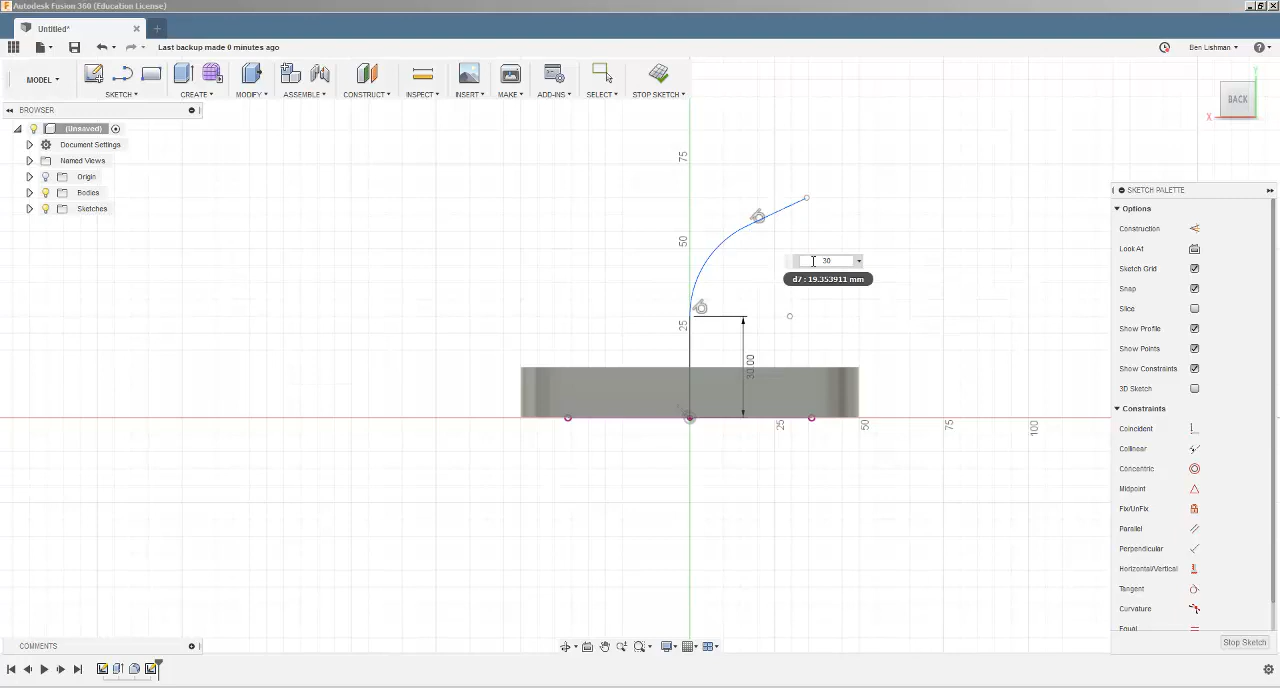 Autodesk Fusion 360 (Education License)
Untitled*
Last backup made 0 minutes ago
Ben Lishman
MODEL
SKETCH
CREATE
MODIFY
ASSEMBLE
CONSTRUCT
INSPECT
INSERT
MAKE
ADD-INS
SELECT
STOP SKETCH
BROWSER
(Unsaved)
Document Settings
Named Views
Origin
Bodies
Sketches
Y
BACK
X
75
50
25
30
d7 : 19.353911 mm
30.00
25
50
75
100
SKETCH PALETTE
Options
Construction
Look At
Sketch Grid
Snap
Slice
Show Profile
Show Points
Show Constraints
3D Sketch
Constraints
Coincident
Collinear
Concentric
Midpoint
Fix/UnFix
Parallel
Perpendicular
Horizontal/Vertical
Tangent
Curvature
Equal
Stop Sketch
COMMENTS